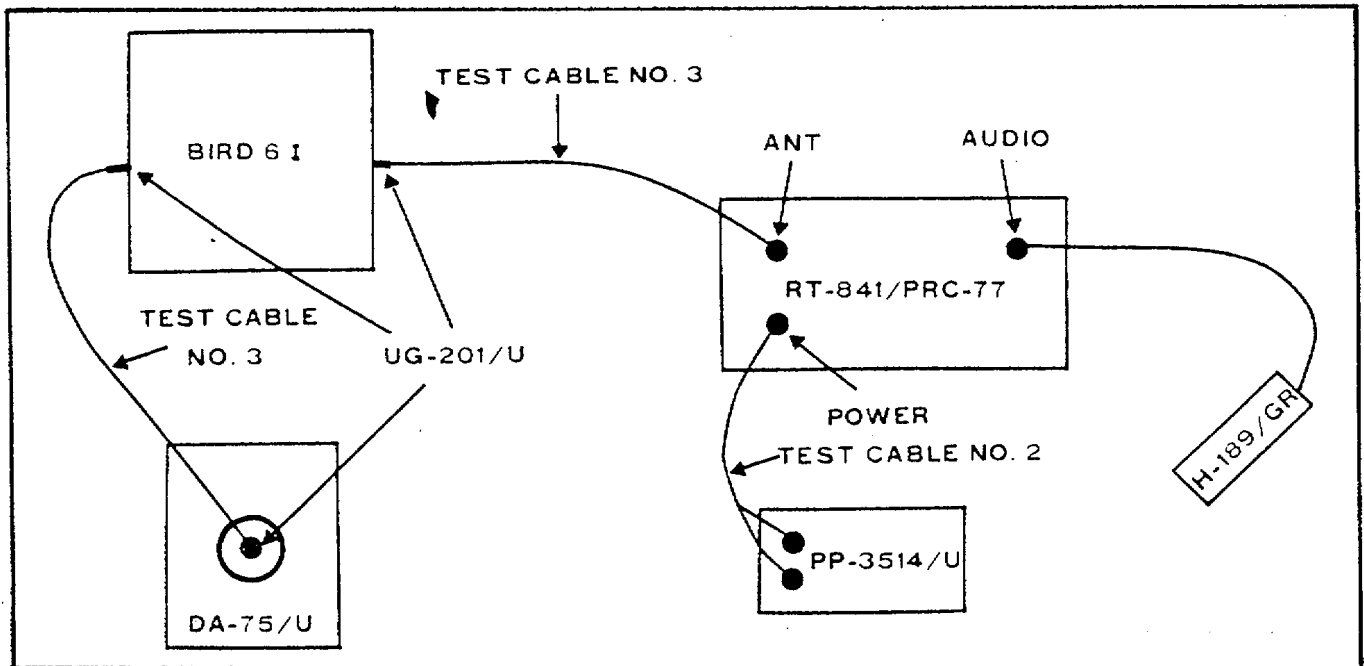 TEST CABLE NO. 3
BIRD 6 I
ANT
AUDIO
RT-841/PRC-77
TEST CABLE
NO. 3
UG-201/U
POWER
TEST CABLE NO. 2
H-189/GR
PP-3514/U
DA-75/U